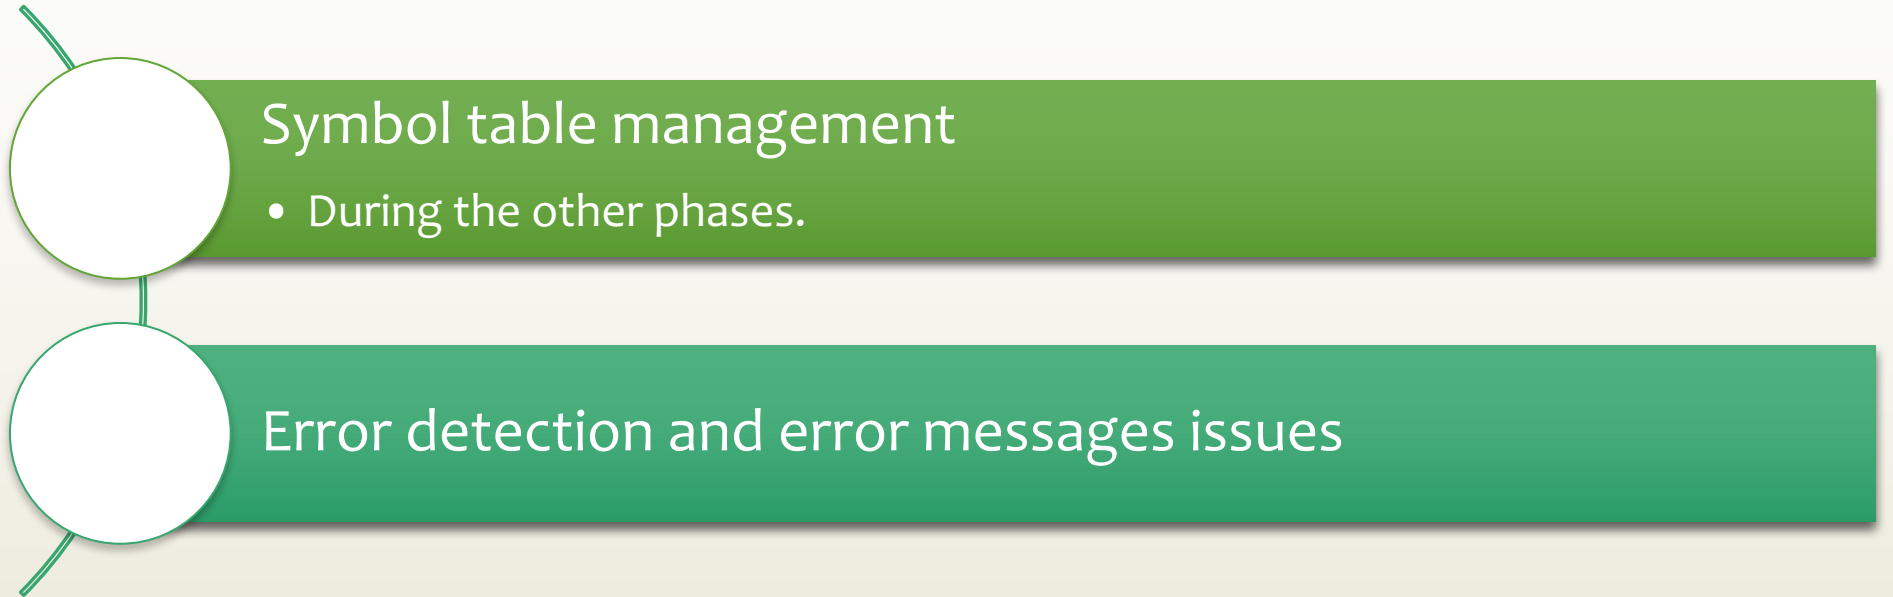 Symbol table management
• During the other phases.
Error detection and error messages issues